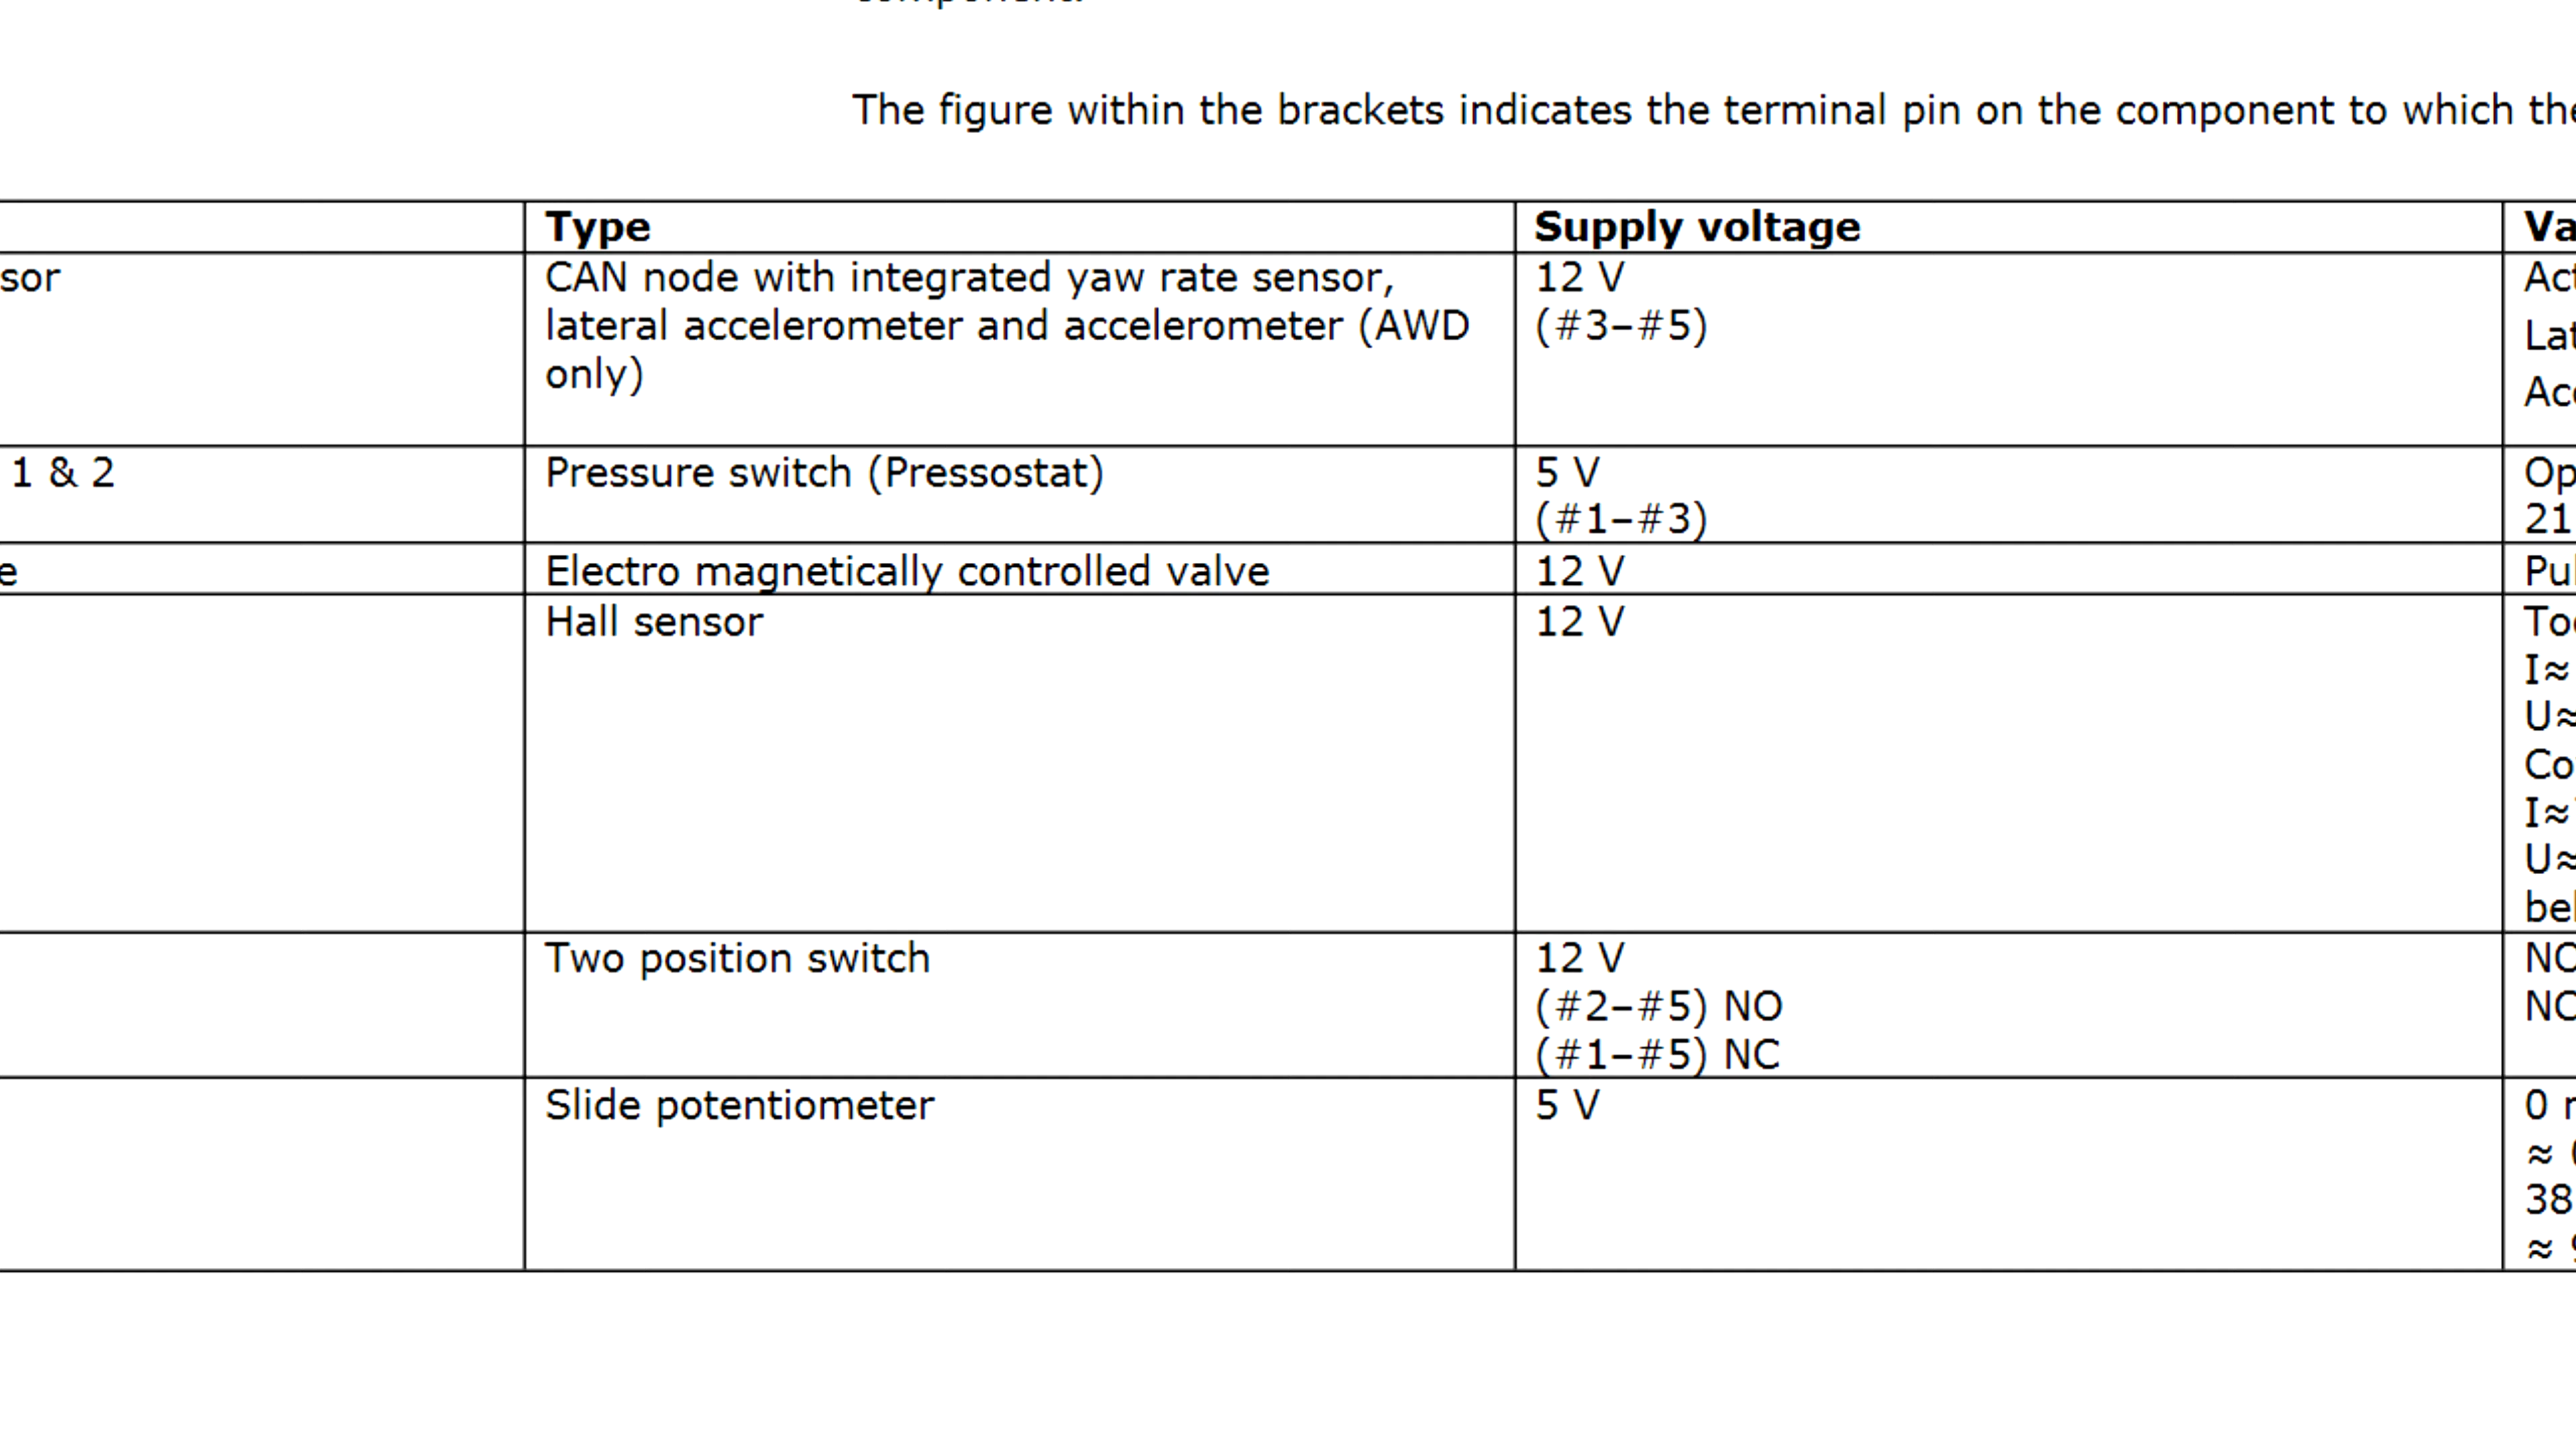 The figure within the brackets indicates the terminal pin on the component to which the
Type
Supply voltage
sor
CAN node with integrated yaw rate sensor,
lateral accelerometer and accelerometer (AWD
only)
12 V
(#3–#5)
1 & 2
Pressure switch (Pressostat)
5 V
(#1–#3)
21
e
Electro magnetically controlled valve
12 V
Hall sensor
12 V
I≈
U≈
I≈
U≈
Two position switch
12 V
(#2–#5) NO
(#1–#5) NC
Slide potentiometer
5 V
0
≈
38
≈